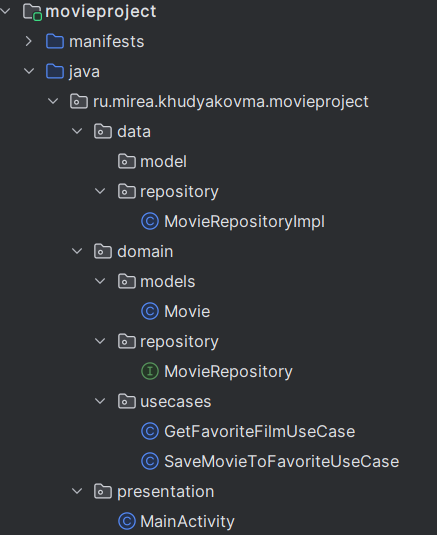 movieproject
manifests
java
ru.mirea.khudyakovma.movieproject
data
model
repository
C MovieRepositoryImpl
domain
models
C Movie
repository
I MovieRepository
usecases
C GetFavoriteFilmUseCase
C SaveMovieToFavoriteUseCase
presentation
C MainActivity